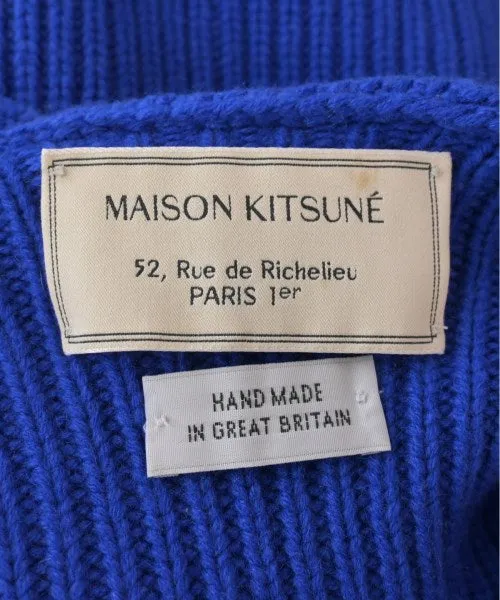 MAISON KITSUNÉ
52, Rue de Richelieu
PARIS 1er
HAND MADE
IN GREAT BRITAIN